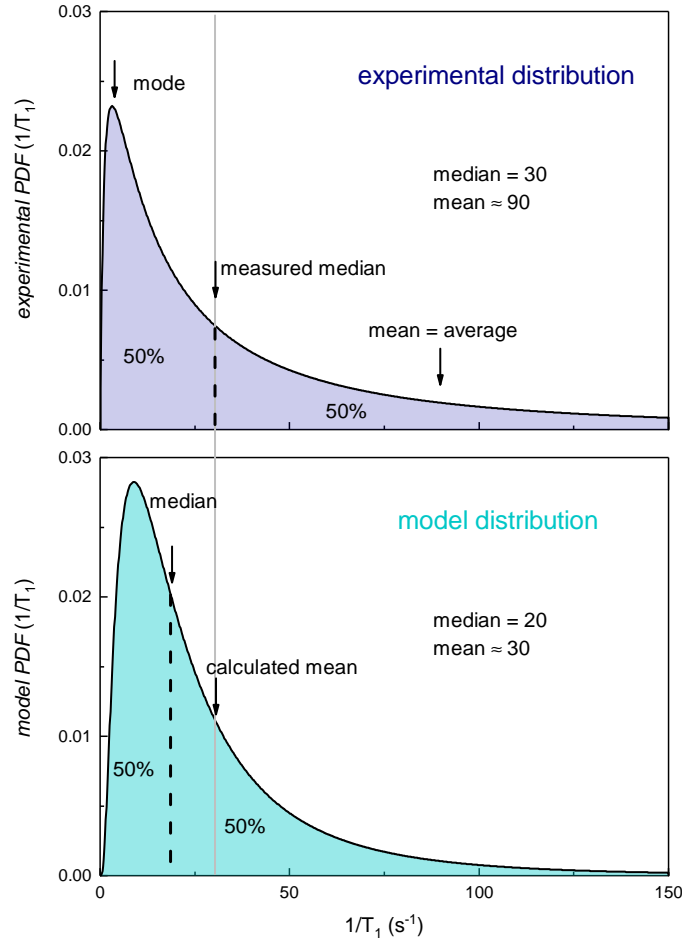 0.03
experimental distribution
mode
0.02
median = 30
mean ≈ 90
experimental PDF (1/T₁)
measured median
0.01
mean = average
50%
50%
0.00
0.03
median
model distribution
0.02
median = 20
mean ≈ 30
model PDF (1/T₁)
calculated mean
0.01
50%
50%
0.00
0 50 100 150
1/T₁ (s⁻¹)